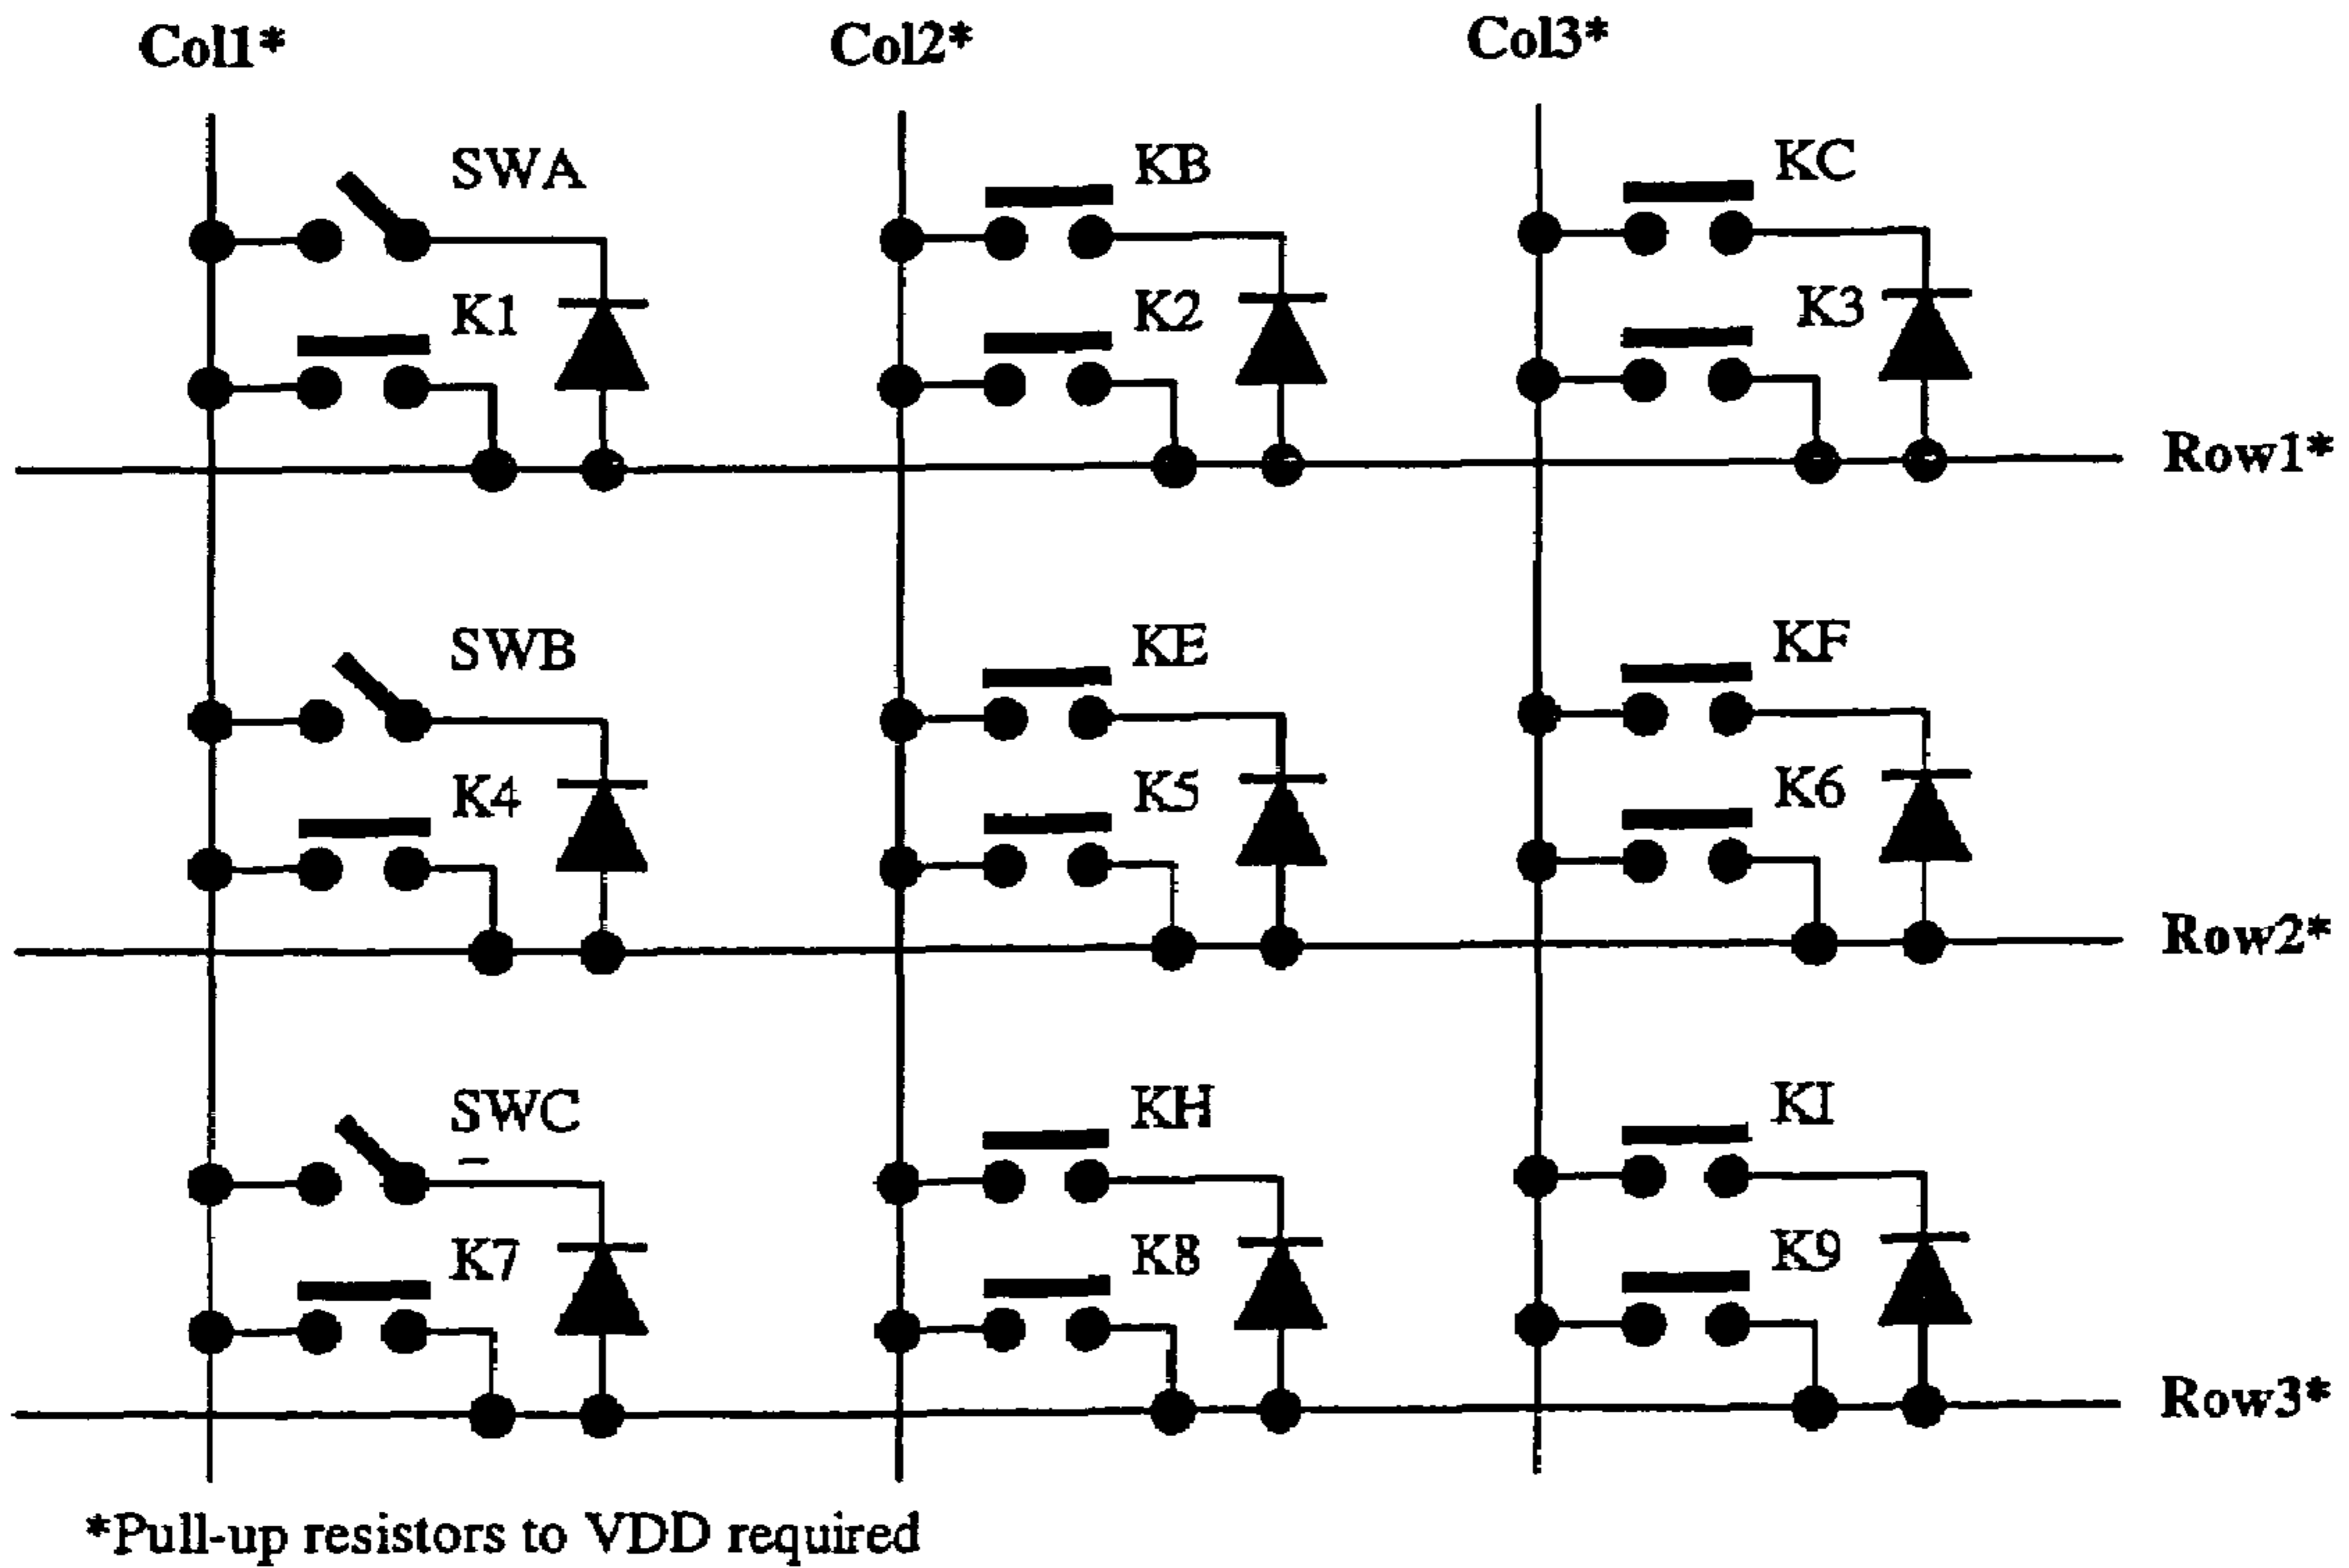 Col1* Col2* Col3*
SWA KB KC
K1 K2 K3
Row1*
SWB KE KF
K4 K5 K6
Row2*
SWC KH KI
K7 K8 K9
Row3*
*Pull-up resistors to VDD required